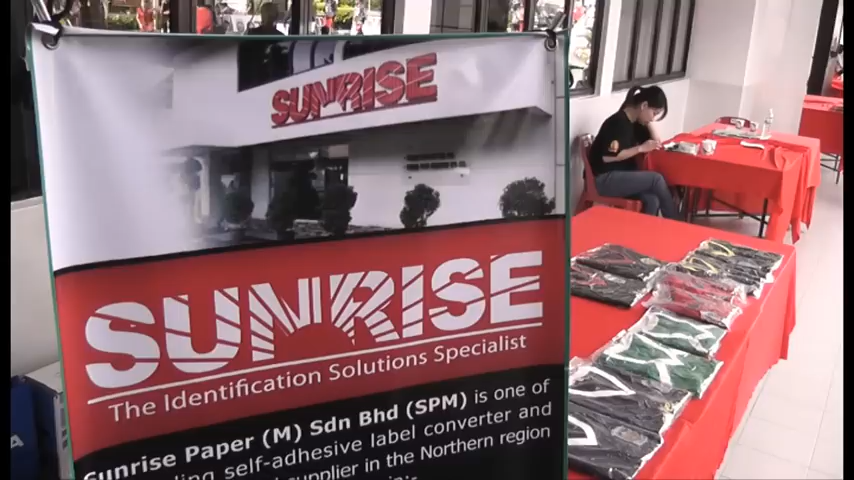 SUNRISE
SUNRISE
The Identification Solutions Specialist
Sunrise Paper (M) Sdn Bhd (SPM) is one of
self-adhesive label converter and
supplier in the Northern region